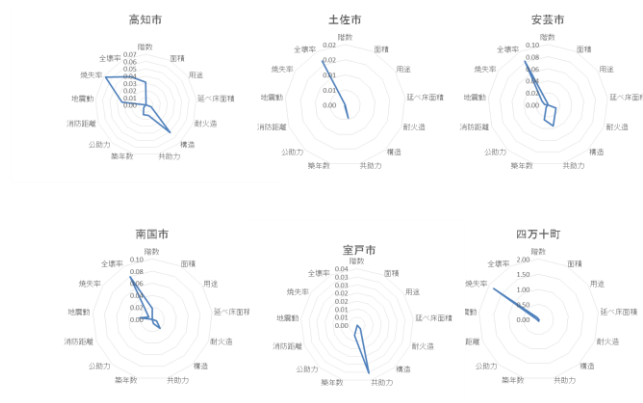 高知市
階数
面積
用途
延べ床面積
耐火造
構造
共助力
築年数
公助力
消防距離
地震動
焼失率
全壊率
0.07
0.06
0.05
0.04
0.03
0.02
0.01
0.00
土佐市
階数
面積
用途
延べ床面積
耐火造
構造
共助力
築年数
公助力
消防距離
地震動
焼失率
全壊率
0.02
0.02
0.01
0.01
0.00
安芸市
階数
面積
用途
延べ床面積
耐火造
構造
共助力
築年数
公助力
消防距離
地震動
焼失率
全壊率
0.10
0.08
0.06
0.04
0.02
0.00
南国市
階数
面積
用途
延べ床面積
耐火造
構造
共助力
築年数
公助力
消防距離
地震動
焼失率
全壊率
0.10
0.08
0.06
0.04
0.02
0.00
室戸市
階数
面積
用途
延べ床面積
耐火造
構造
共助力
築年数
公助力
消防距離
地震動
焼失率
全壊率
0.04
0.04
0.03
0.03
0.02
0.02
0.01
0.01
0.00
四万十町
階数
面積
用途
延べ床面積
耐火造
構造
共助力
築年数
公助力
距離
動
焼失率
全壊率
2.00
1.50
1.00
0.50
0.00